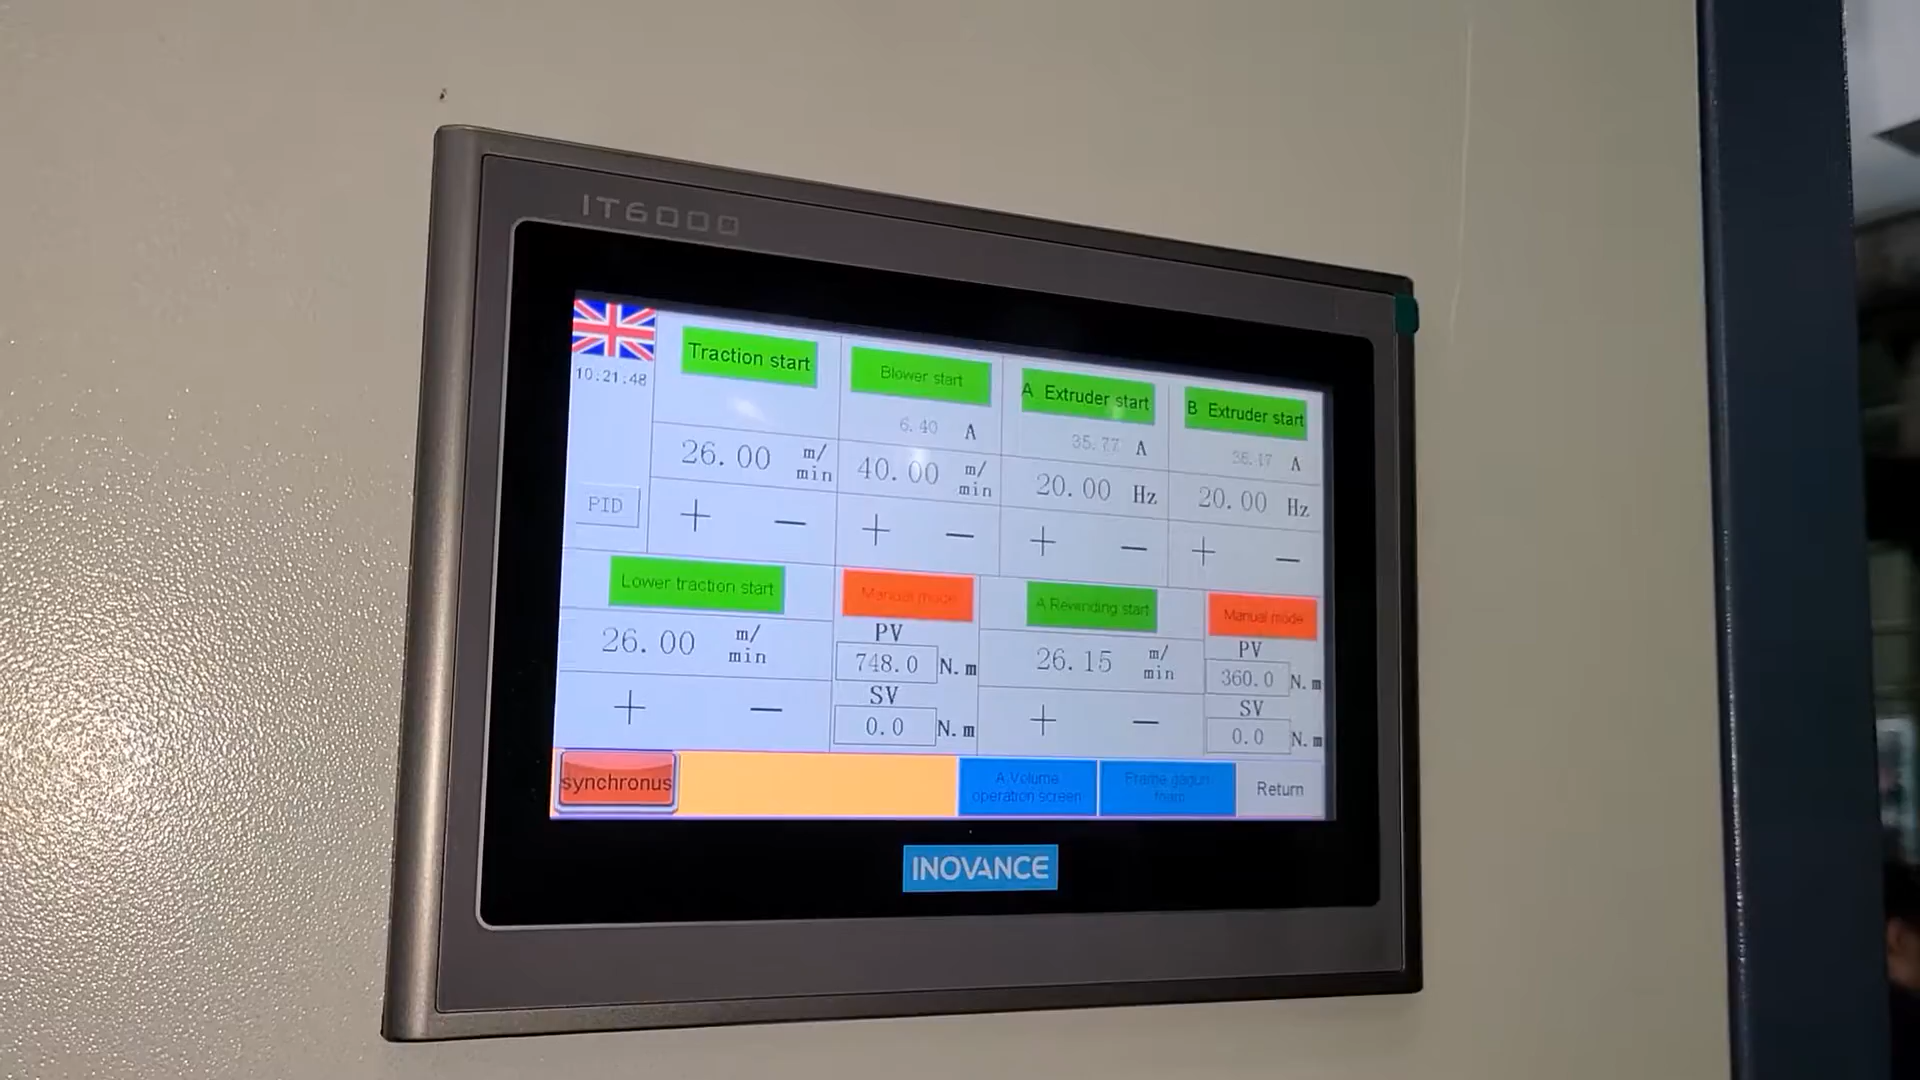 IT6000
Traction start
Blower start
A Extruder start
B Extruder start
10.21.48
6.40 A
35.77 A
A
26.00 m/min
40.00 m/min
20.00 Hz
20.00 Hz
PID
+ −
+ −
+ −
+ −
Lower traction start
Manual mode
A Rewinding start
Manual mode
26.00 m/min
PV
748.0 N.m
26.15 m/min
PV
360.0 N.m
+ −
SV
0.0 N.m
+ −
SV
0.0 N.m
synchronus
A Volume
operation screen
Frame
Return
INOVANCE